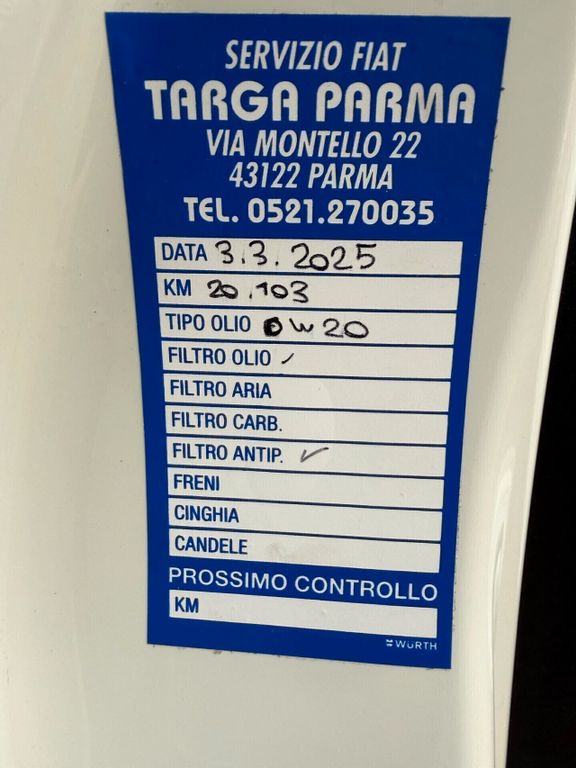 SERVIZIO FIAT
TARGA PARMA
VIA MONTELLO 22
43122 PARMA
TEL. 0521.270035
DATA 3.3.2025
KM 20.103
TIPO OLIO 0W20
FILTRO OLIO ✓
FILTRO ARIA
FILTRO CARB.
FILTRO ANTIP. ✓
FRENI
CINGHIA
CANDELE
PROSSIMO CONTROLLO
KM
WÜRTH